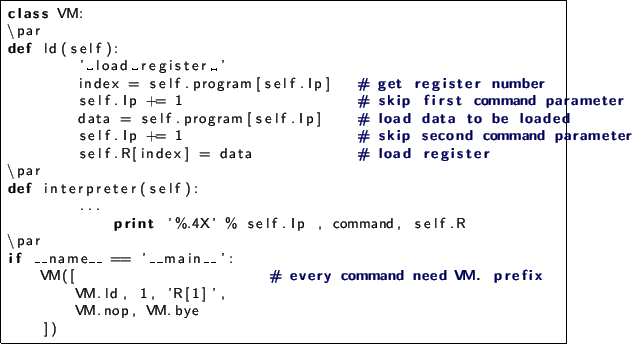 class VM:
\par
def ld(self):
'␣load␣register␣'
index = self.program[self.Ip] # get register number
self.Ip += 1 # skip first command parameter
data = self.program[self.Ip] # load data to be loaded
self.Ip += 1 # skip second command parameter
self.R[index] = data # load register
\par
def interpreter(self):
...
print '%.4X' % self.Ip , command, self.R
\par
if __name__ == '__main__':
VM([ # every command need VM. prefix
VM.ld, 1, 'R[1]',
VM.nop, VM.bye
])